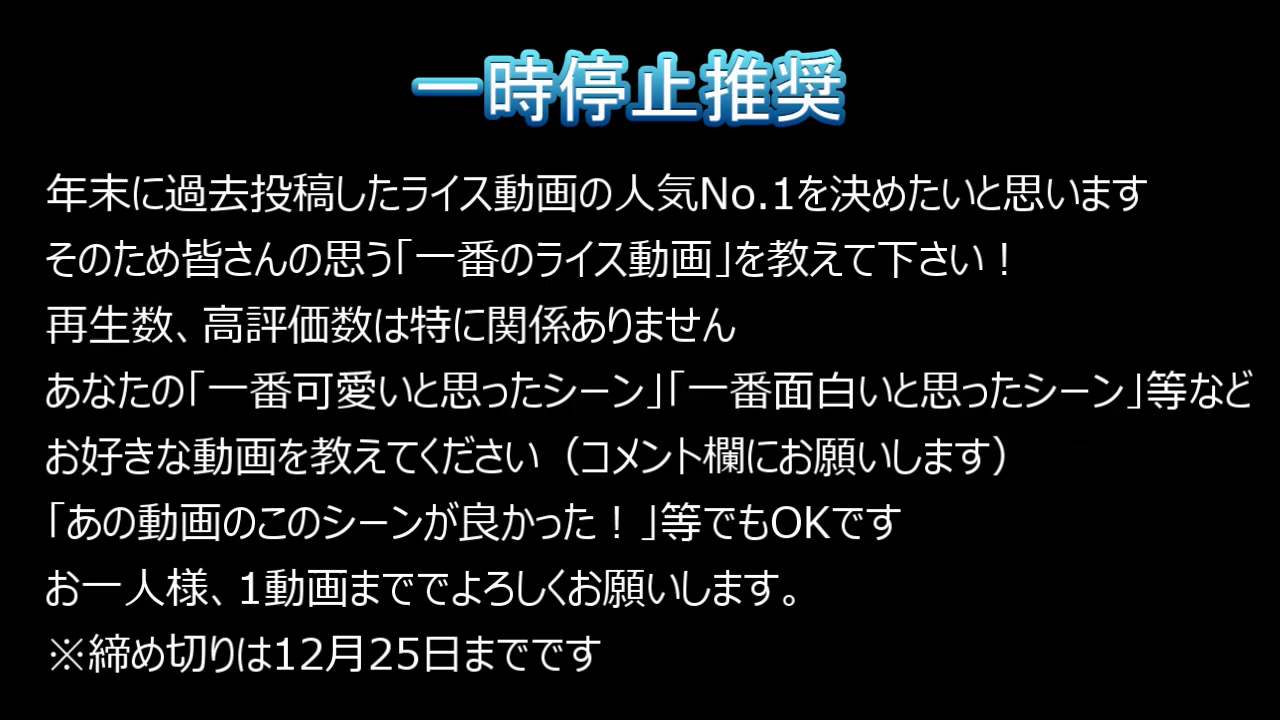 一時停止推奨
年末に過去投稿したライス動画の人気No.1を決めたいと思います
そのため皆さんの思う「一番のライス動画」を教えて下さい！
再生数、高評価数は特に関係ありません
あなたの「一番可愛いと思ったシーン」「一番面白いと思ったシーン」等など
お好きな動画を教えてください（コメント欄にお願いします）
「あの動画のこのシーンが良かった！」等でもOKです
お一人様、1動画まででよろしくお願いします。
※締め切りは12月25日までです